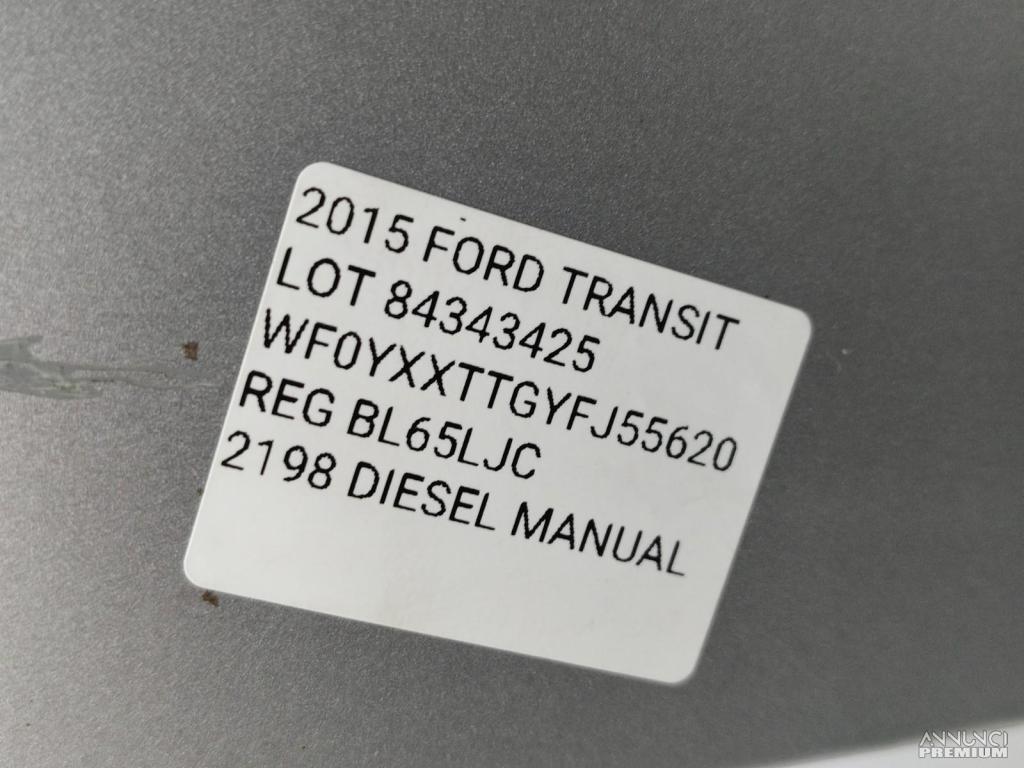 2015 FORD TRANSIT
LOT 84343425
WF0YXXTTGYFJ55620
REG BL65LJC
2198 DIESEL MANUAL
ANNUNCI
PREMIUM